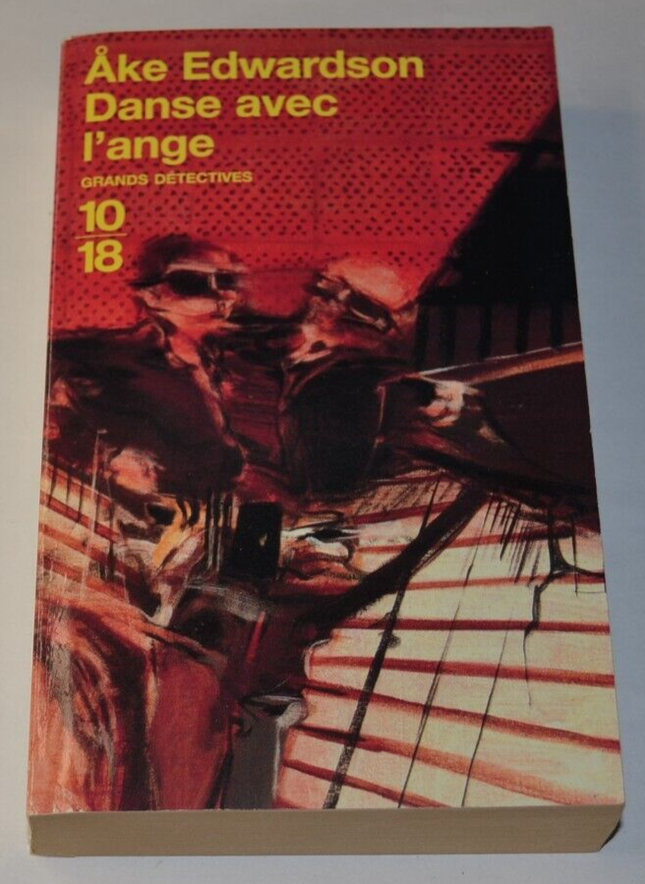 Åke Edwardson
Danse avec
l'ange
GRANDS DÉTECTIVES
10
18